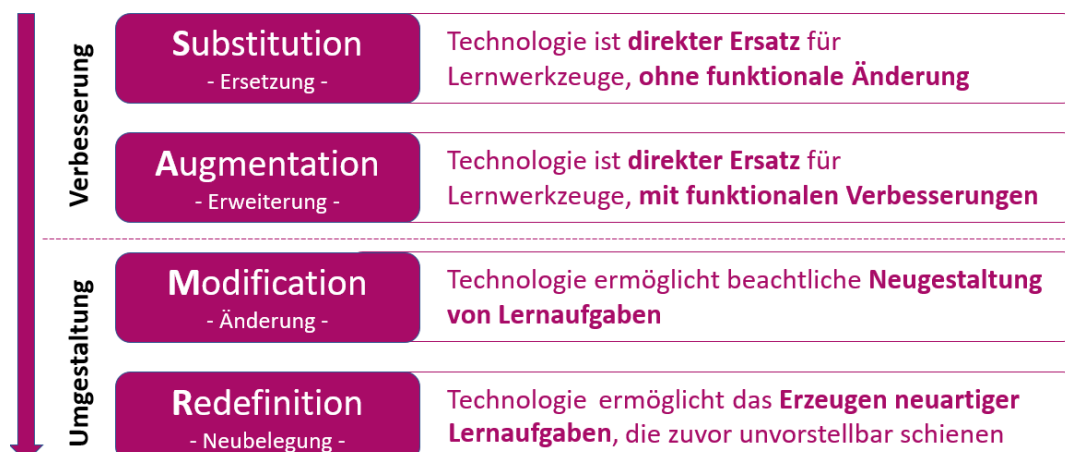 Verbesserung
Substitution
- Ersetzung -
Technologie ist direkter Ersatz für
Lernwerkzeuge, ohne funktionale Änderung
Augmentation
- Erweiterung -
Technologie ist direkter Ersatz für
Lernwerkzeuge, mit funktionalen Verbesserungen
Umgestaltung
Modification
- Änderung -
Technologie ermöglicht beachtliche Neugestaltung
von Lernaufgaben
Redefinition
- Neubelegung -
Technologie ermöglicht das Erzeugen neuartiger
Lernaufgaben, die zuvor unvorstellbar schienen